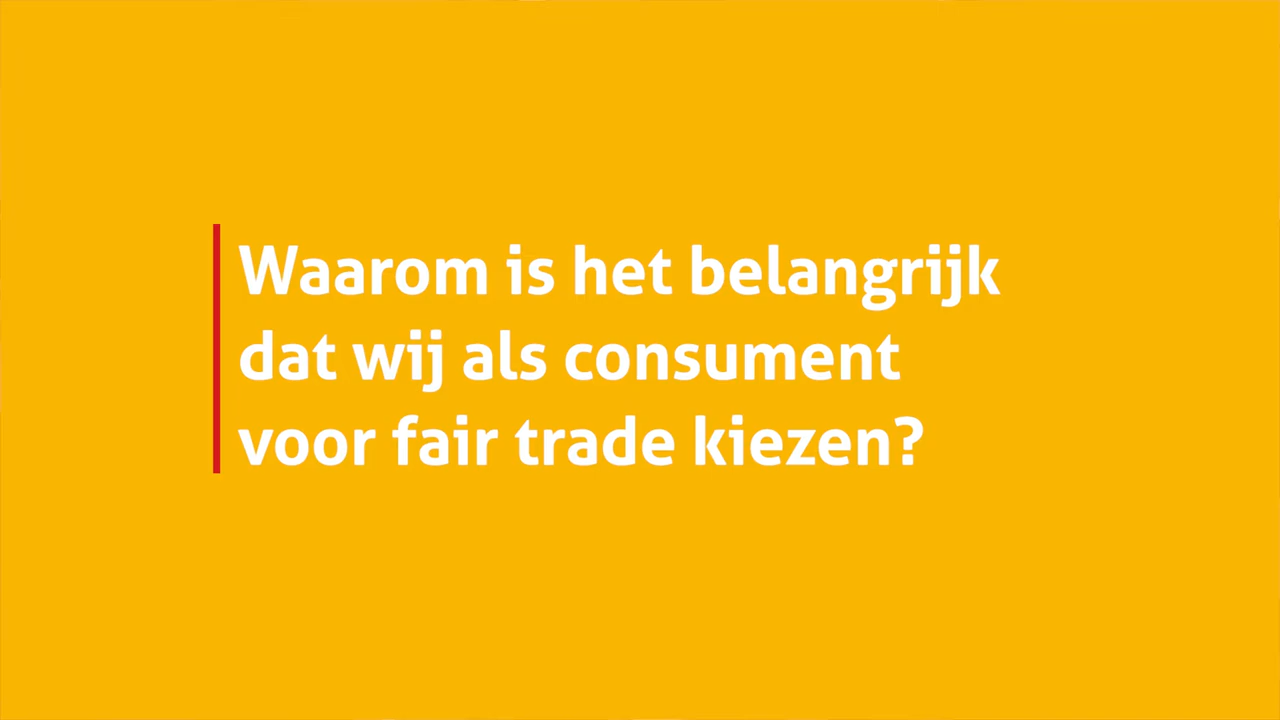 Waarom is het belangrijk
dat wij als consument
voor fair trade kiezen?